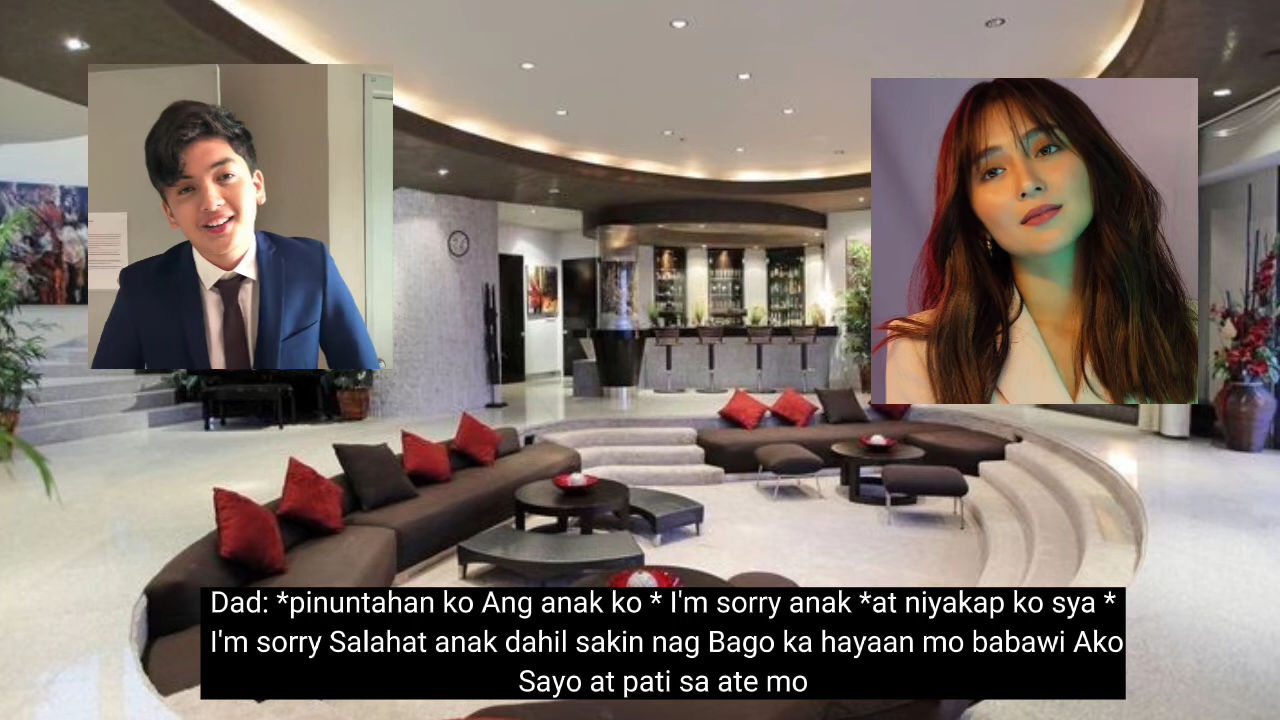 Dad: *pinuntahan ko Ang anak ko * I'm sorry anak *at niyakap ko sya *
I'm sorry Salahat anak dahil sakin nag Bago ka hayaan mo babawi Ako
Sayo at pati sa ate mo